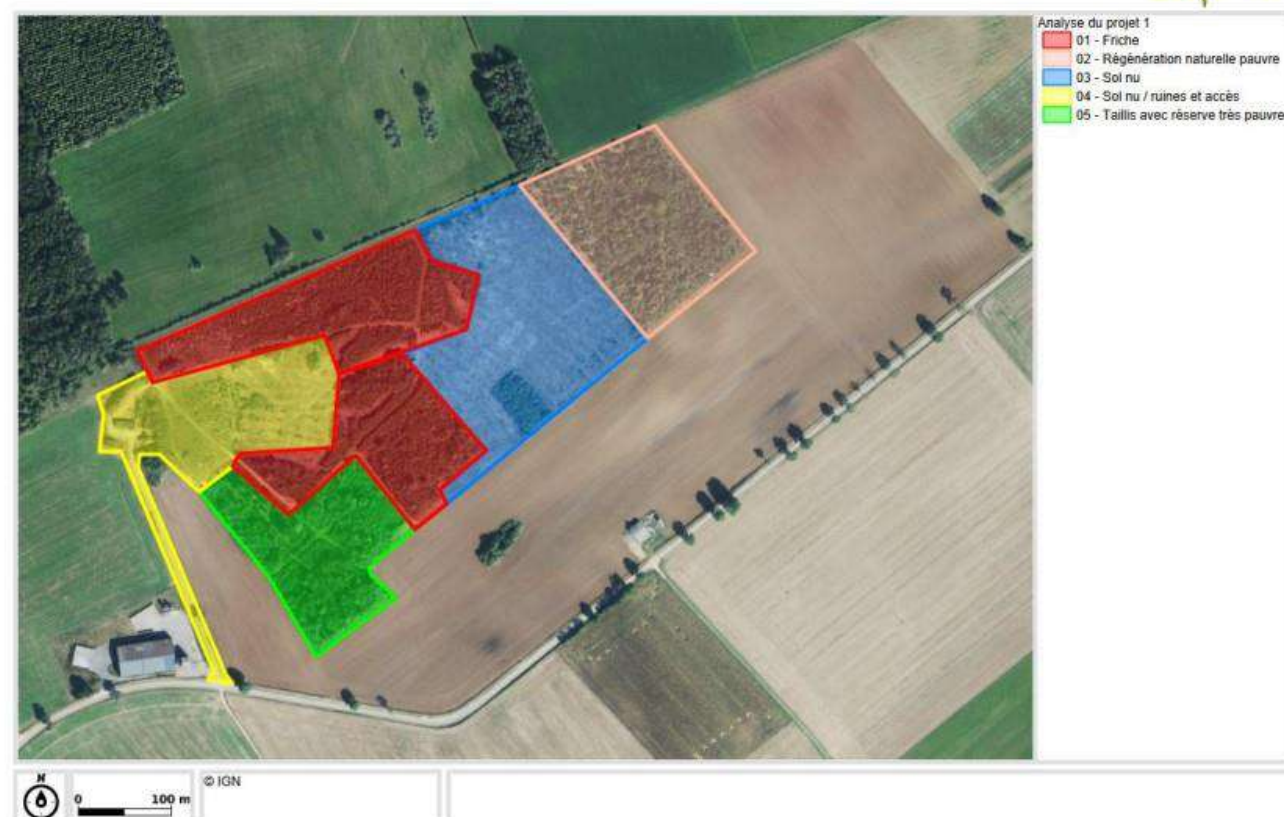 Analyse du projet 1
01 - Friche
02 - Régénération naturelle pauvre
03 - Sol nu
04 - Sol nu / ruines et accès
05 - Taillis avec réserve très pauvre
N
0 100 m
© IGN